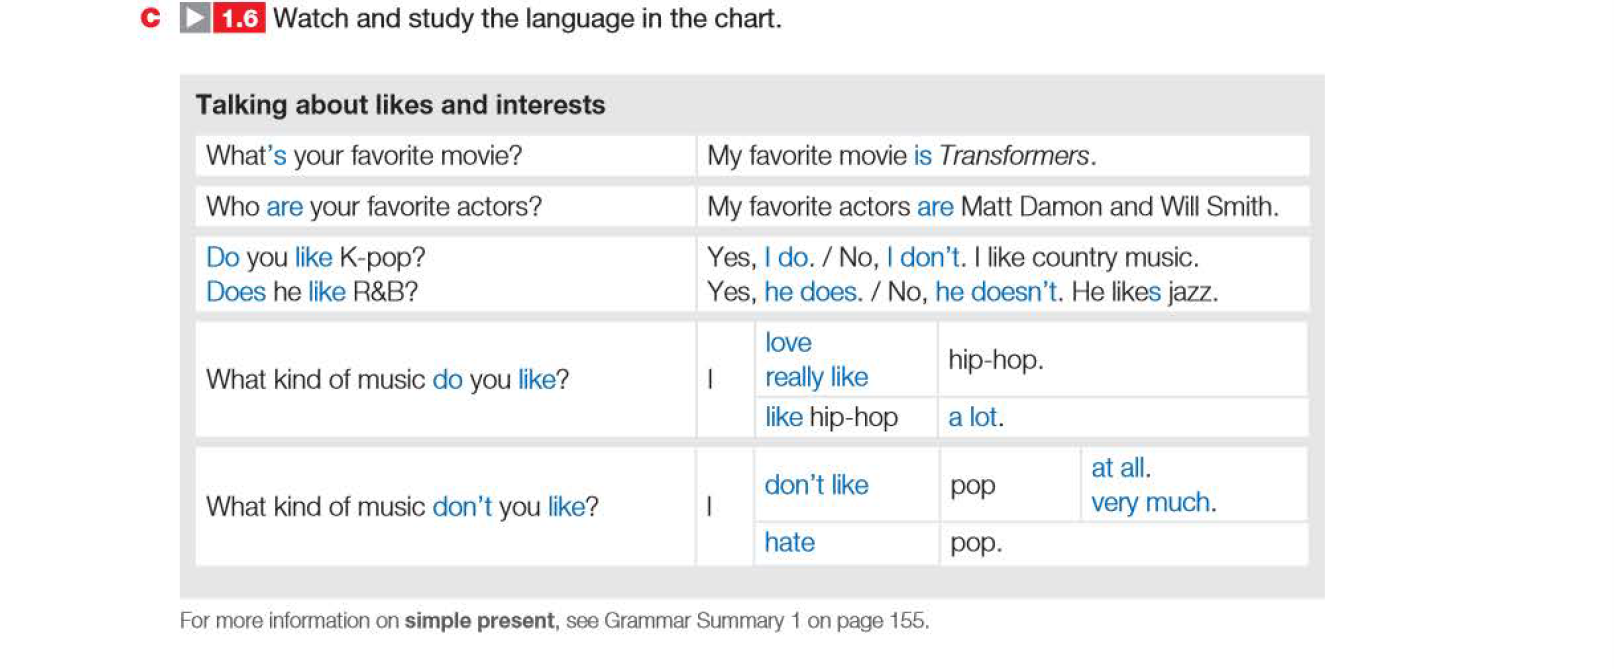 C 1.6 Watch and study the language in the chart.
Talking about likes and interests
What's your favorite movie? My favorite movie is Transformers.
Who are your favorite actors? My favorite actors are Matt Damon and Will Smith.
Do you like K-pop? Yes, I do. / No, I don't. I like country music.
Does he like R&B? Yes, he does. / No, he doesn't. He likes jazz.
What kind of music do you like? I
love
really like
hip-hop.
like hip-hop a lot.
What kind of music don't you like? I
don't like pop
at all.
very much.
hate pop.
For more information on simple present, see Grammar Summary 1 on page 155.